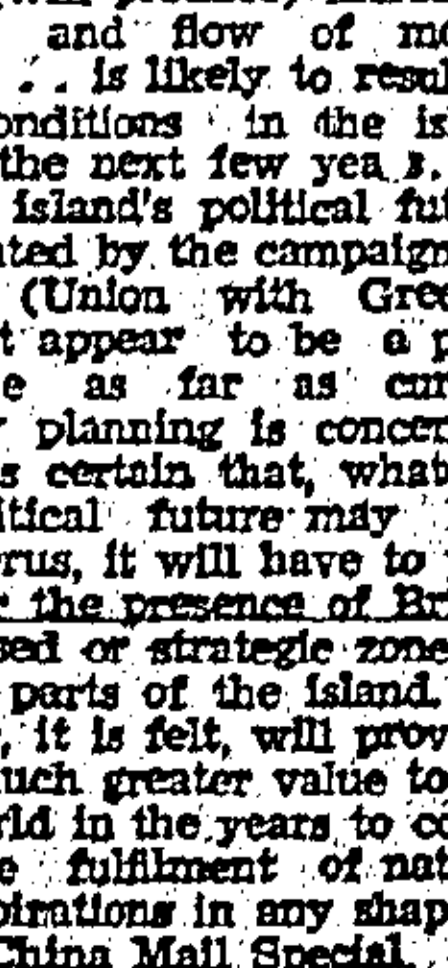 and flow of mo
. . is likely to resul
onditions in the is
the next few yea s.
island's political fut
ated by the campaign
(Union with Gree
t appear to be a p
e as far as cur
planning is concer
s certain that, what
itical future may
rus, it will have to
the presence of Br
sed or strategic zone
parts of the island.
, it is felt, will prov
uch greater value to
rld in the years to co
e fulfilment of nat
pirations in any shap
China Mail Special.